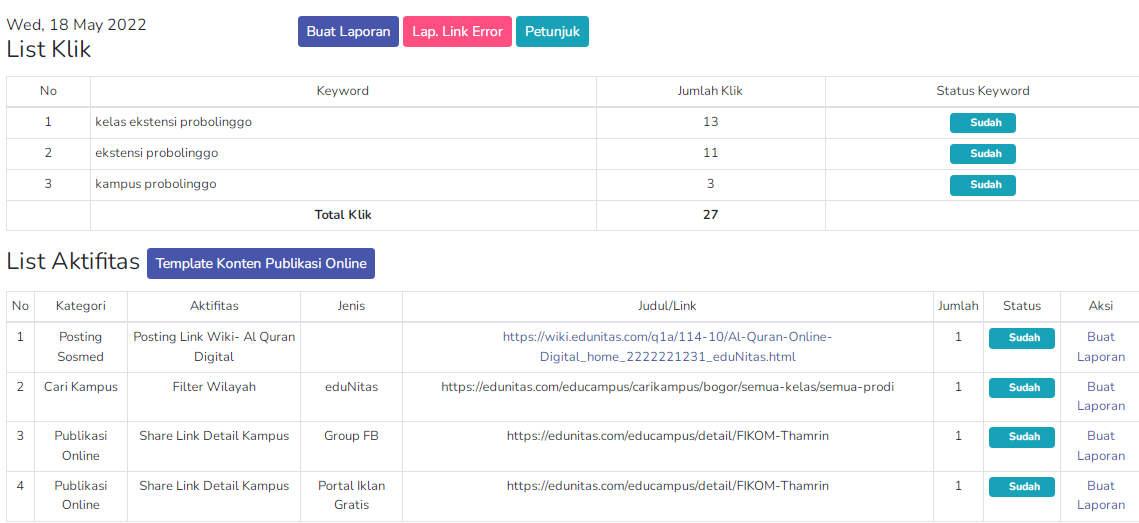 Wed, 18 May 2022
List Klik
Buat Laporan Lap. Link Error Petunjuk
No Keyword Jumlah Klik Status Keyword
1 kelas ekstensi probolinggo 13 Sudah
2 ekstensi probolinggo 11 Sudah
3 kampus probolinggo 3 Sudah
Total Klik 27
List Aktifitas Template Konten Publikasi Online
No Kategori Aktifitas Jenis Judul/Link Jumlah Status Aksi
1 Posting Posting Link Wiki- Al Quran https://wiki.edunitas.com/q1a/114-10/Al-Quran-Online- 1 Sudah Buat
Sosmed Digital Digital_home_2222221231_eduNitas.html Laporan
2 Cari Kampus Filter Wilayah eduNitas https://edunitas.com/educampus/carikampus/bogor/semua-kelas/semua-prodi 1 Sudah Buat
Laporan
3 Publikasi Share Link Detail Kampus Group FB https://edunitas.com/educampus/detail/FIKOM-Thamrin 1 Sudah Buat
Online Laporan
4 Publikasi Share Link Detail Kampus Portal Iklan https://edunitas.com/educampus/detail/FIKOM-Thamrin 1 Sudah Buat
Online Gratis Laporan